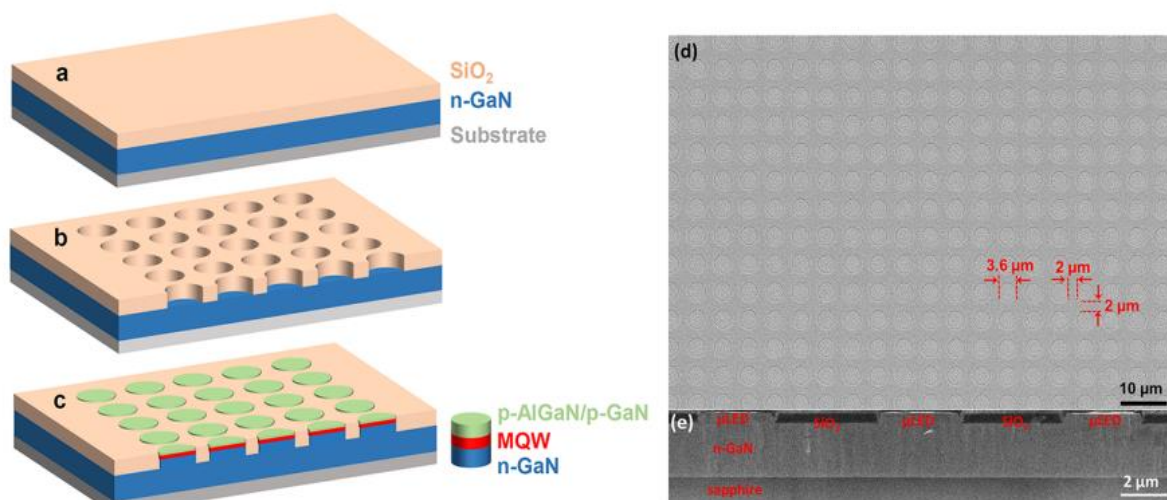 a
SiO₂
n-GaN
Substrate
b
c
p-AlGaN/p-GaN
MQW
n-GaN
(d)
3.6 µm
2 µm
2 µm
10 µm
(e)
µLED
SiO₂
µLED
SiO₂
µLED
n-GaN
sapphire
2 µm